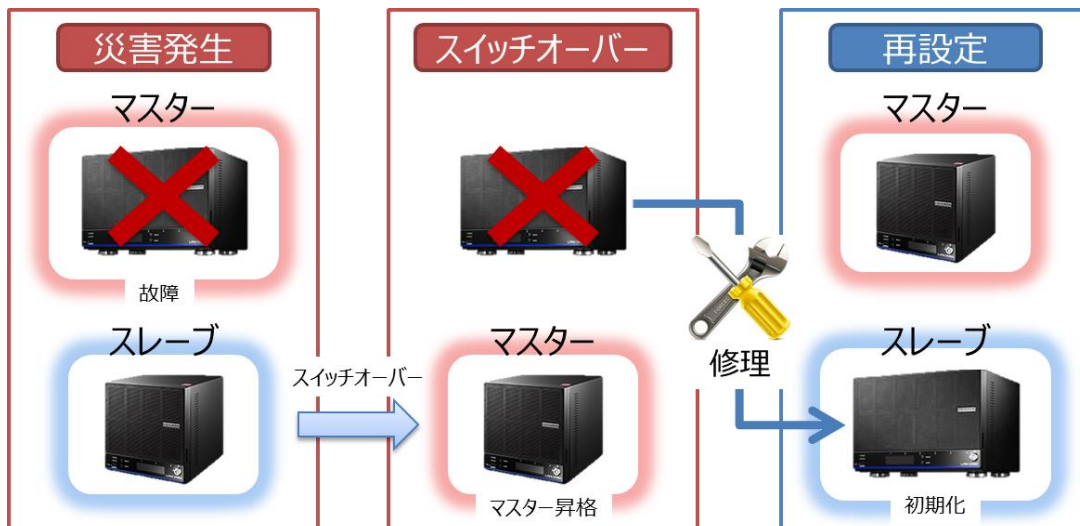 災害発生
マスター
故障
スレーブ
スイッチオーバー
スイッチオーバー
マスター
マスター昇格
修理
再設定
マスター
スレーブ
初期化